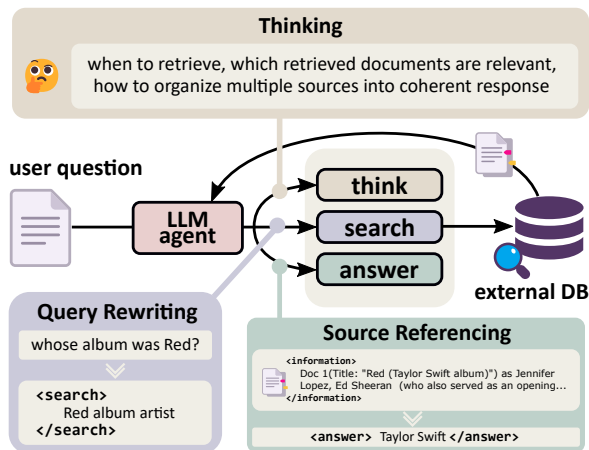 Thinking
when to retrieve, which retrieved documents are relevant,
how to organize multiple sources into coherent response
user question
LLM
agent
think
search
answer
external DB
Query Rewriting
whose album was Red?
<search>
Red album artist
</search>
Source Referencing
<information>
Doc 1(Title: "Red (Taylor Swift album)") as Jennifer
Lopez, Ed Sheeran (who also served as an opening...
</information>
<answer> Taylor Swift </answer>